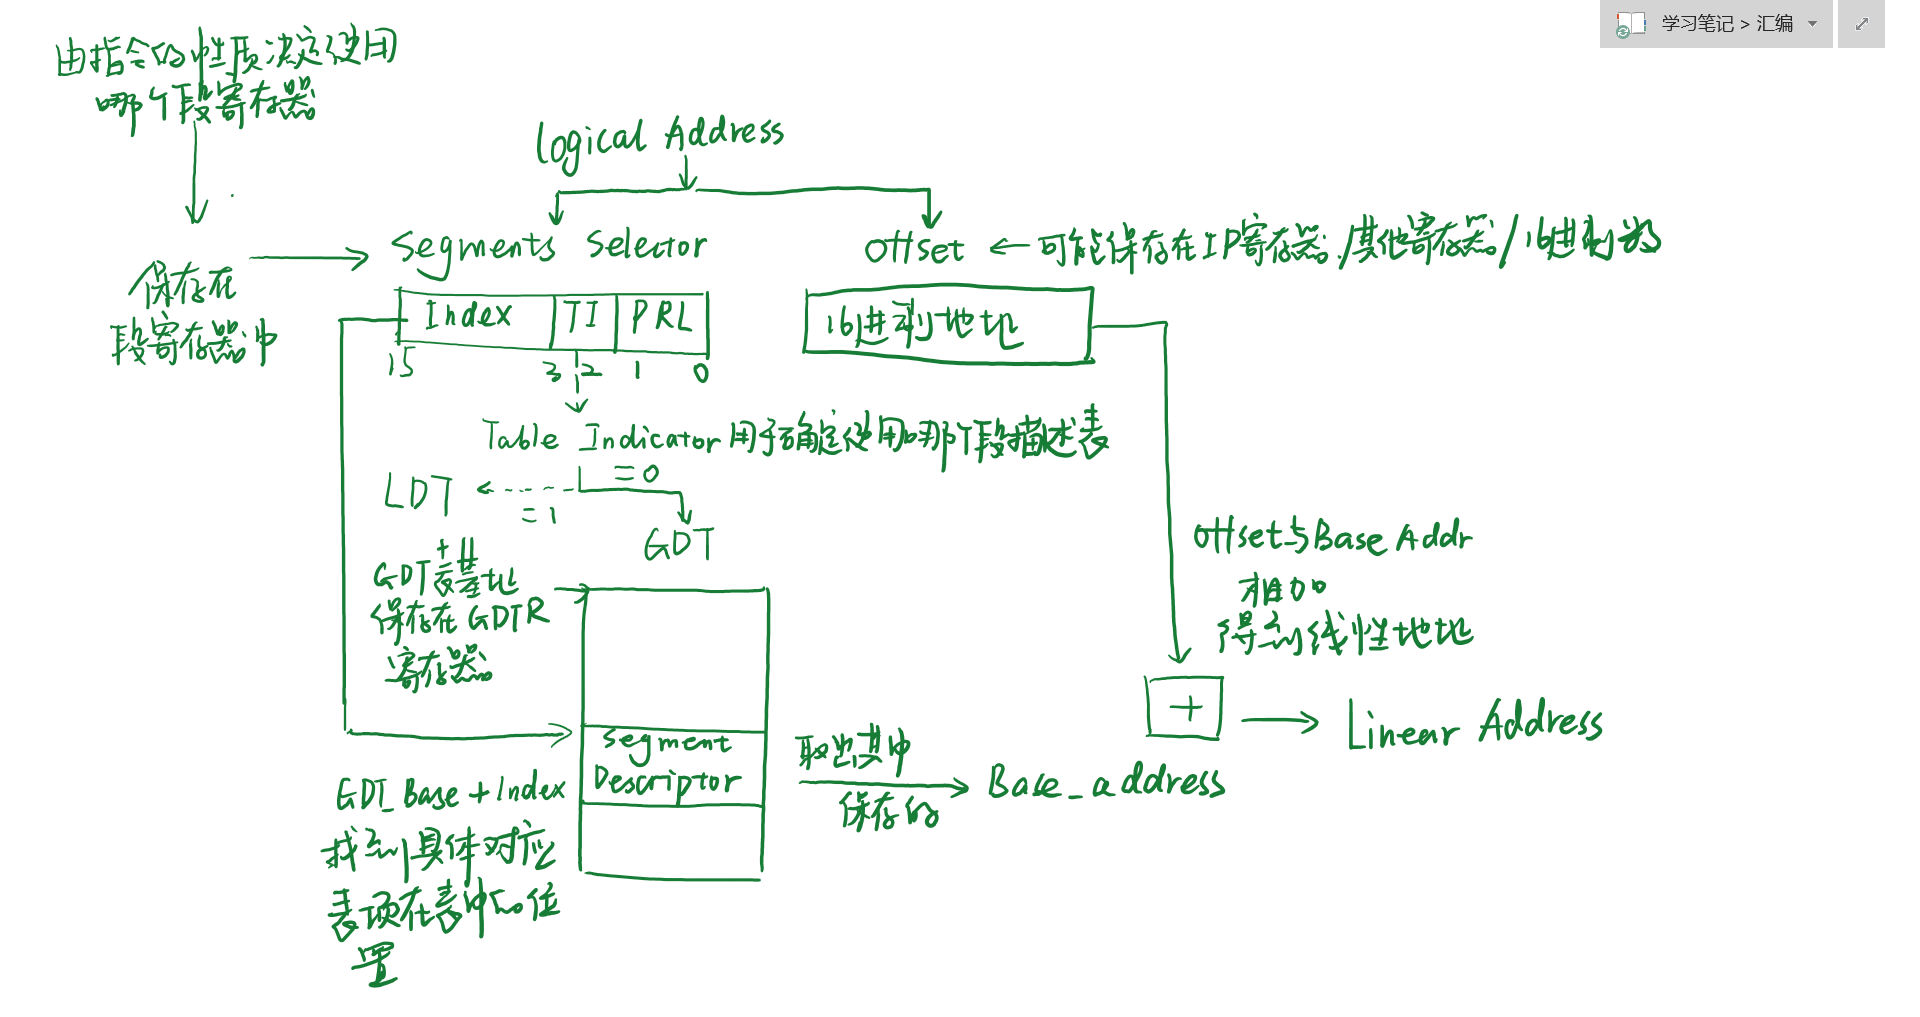 学习笔记 > 汇编
由指令的性质决定使用
哪个段寄存器
Logical Address
Segments Selector
offset
可能保存在IP寄存器/其他寄存器/16进制数
保存在
段寄存器中
Index TI PRL
16进制地址
15 3 2 1 0
Table Indicator 用于确定使用哪个段描述表
=0
LDT
=1
GDT
GDT表基地址
保存在GDTR
寄存器
offset与Base Addr
相加
得到线性地址
+
Linear Address
Segment
Descriptor
取出其中
保存的
Base_address
GDT_Base+Index
找到具体对应
表项在表中的位
置